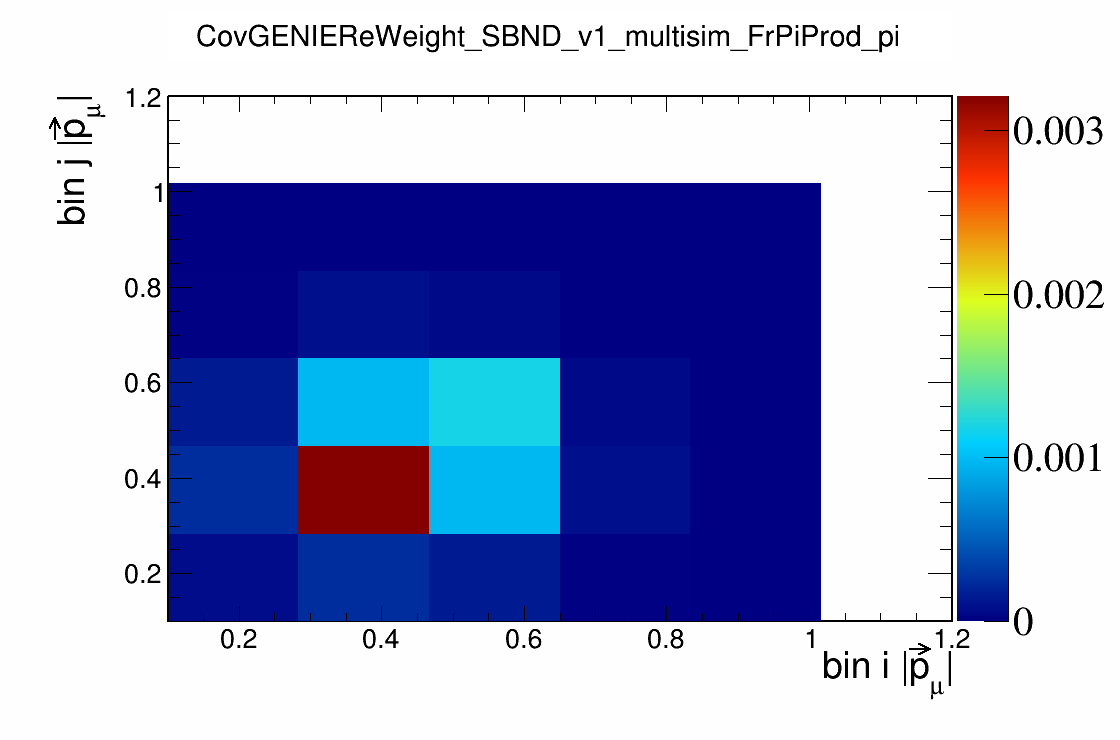 CovGENIEReWeight_SBND_v1_multisim_FrPiProd_pi
bin j |p⃗μ|
1.2
1
0.8
0.6
0.4
0.2
0.2 0.4 0.6 0.8 1 1.2
bin i |p⃗μ|
0.003
0.002
0.001
0